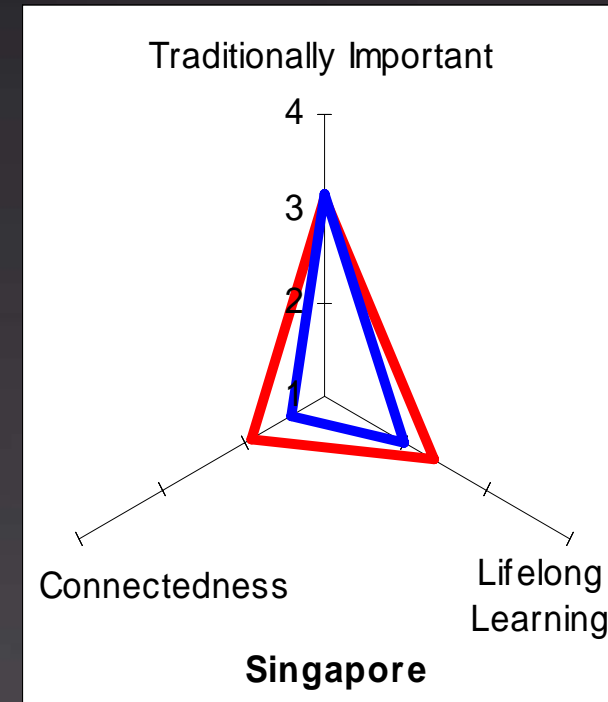 Traditionally Important
4
3
2
1
Connectedness
Lifelong
Learning
Singapore